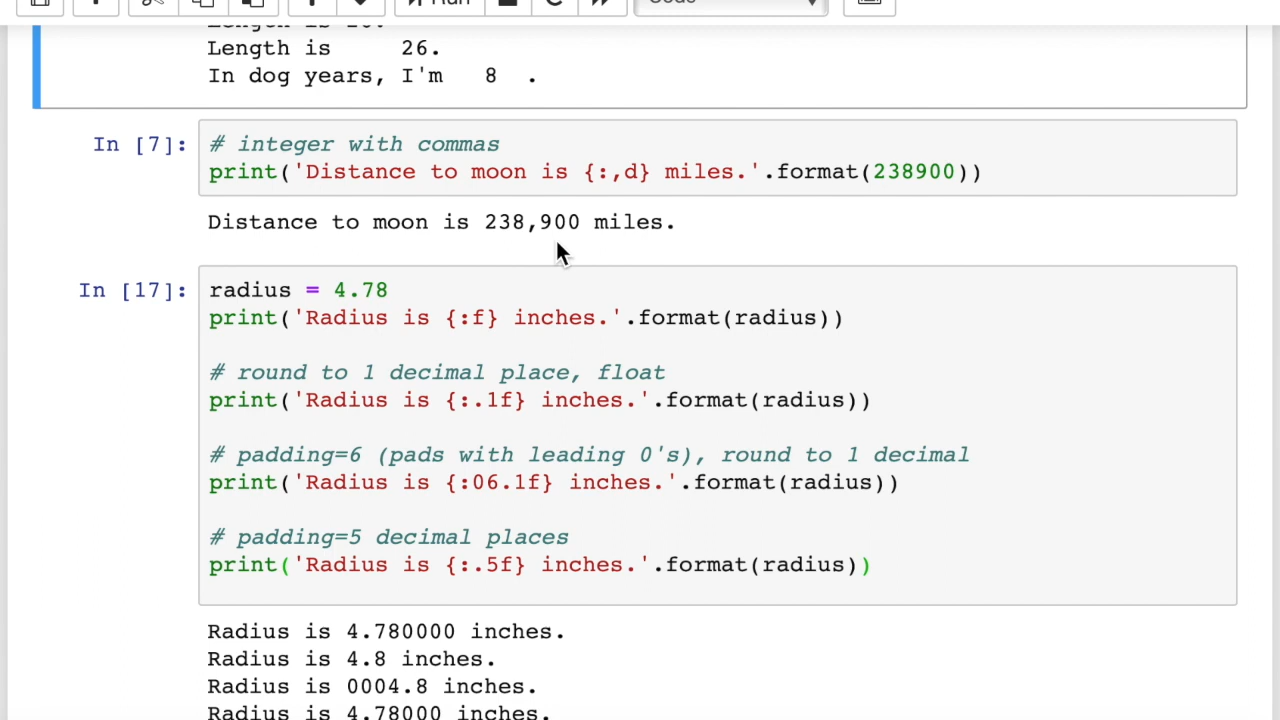 Run
Code
Length is
Length is     26.
In dog years, I'm   8  .
In [7]:
# integer with commas
print('Distance to moon is {:,d} miles.'.format(238900))
Distance to moon is 238,900 miles.
In [17]:
radius = 4.78
print('Radius is {:f} inches.'.format(radius))
# round to 1 decimal place, float
print('Radius is {:.1f} inches.'.format(radius))
# padding=6 (pads with leading 0's), round to 1 decimal
print('Radius is {:06.1f} inches.'.format(radius))
# padding=5 decimal places
print('Radius is {:.5f} inches.'.format(radius))
Radius is 4.780000 inches.
Radius is 4.8 inches.
Radius is 0004.8 inches.
Radius is 4.78000 inches.